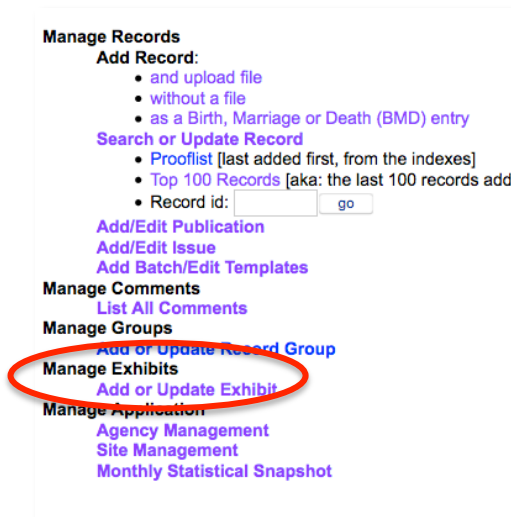 Manage Records
Add Record:
• and upload file
• without a file
• as a Birth, Marriage or Death (BMD) entry
Search or Update Record
• Prooflist [last added first, from the indexes]
• Top 100 Records [aka: the last 100 records add
• Record id: go
Add/Edit Publication
Add/Edit Issue
Add Batch/Edit Templates
Manage Comments
List All Comments
Manage Groups
Add or Update Record Group
Manage Exhibits
Add or Update Exhibit
Manage Application
Agency Management
Site Management
Monthly Statistical Snapshot